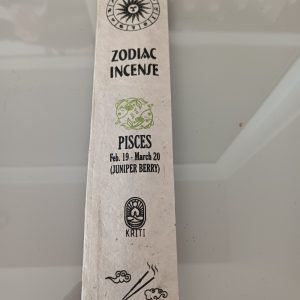 ZODIAC
INCENSE
PISCES
Feb. 19 - March 20
(JUNIPER BERRY)
KRITI